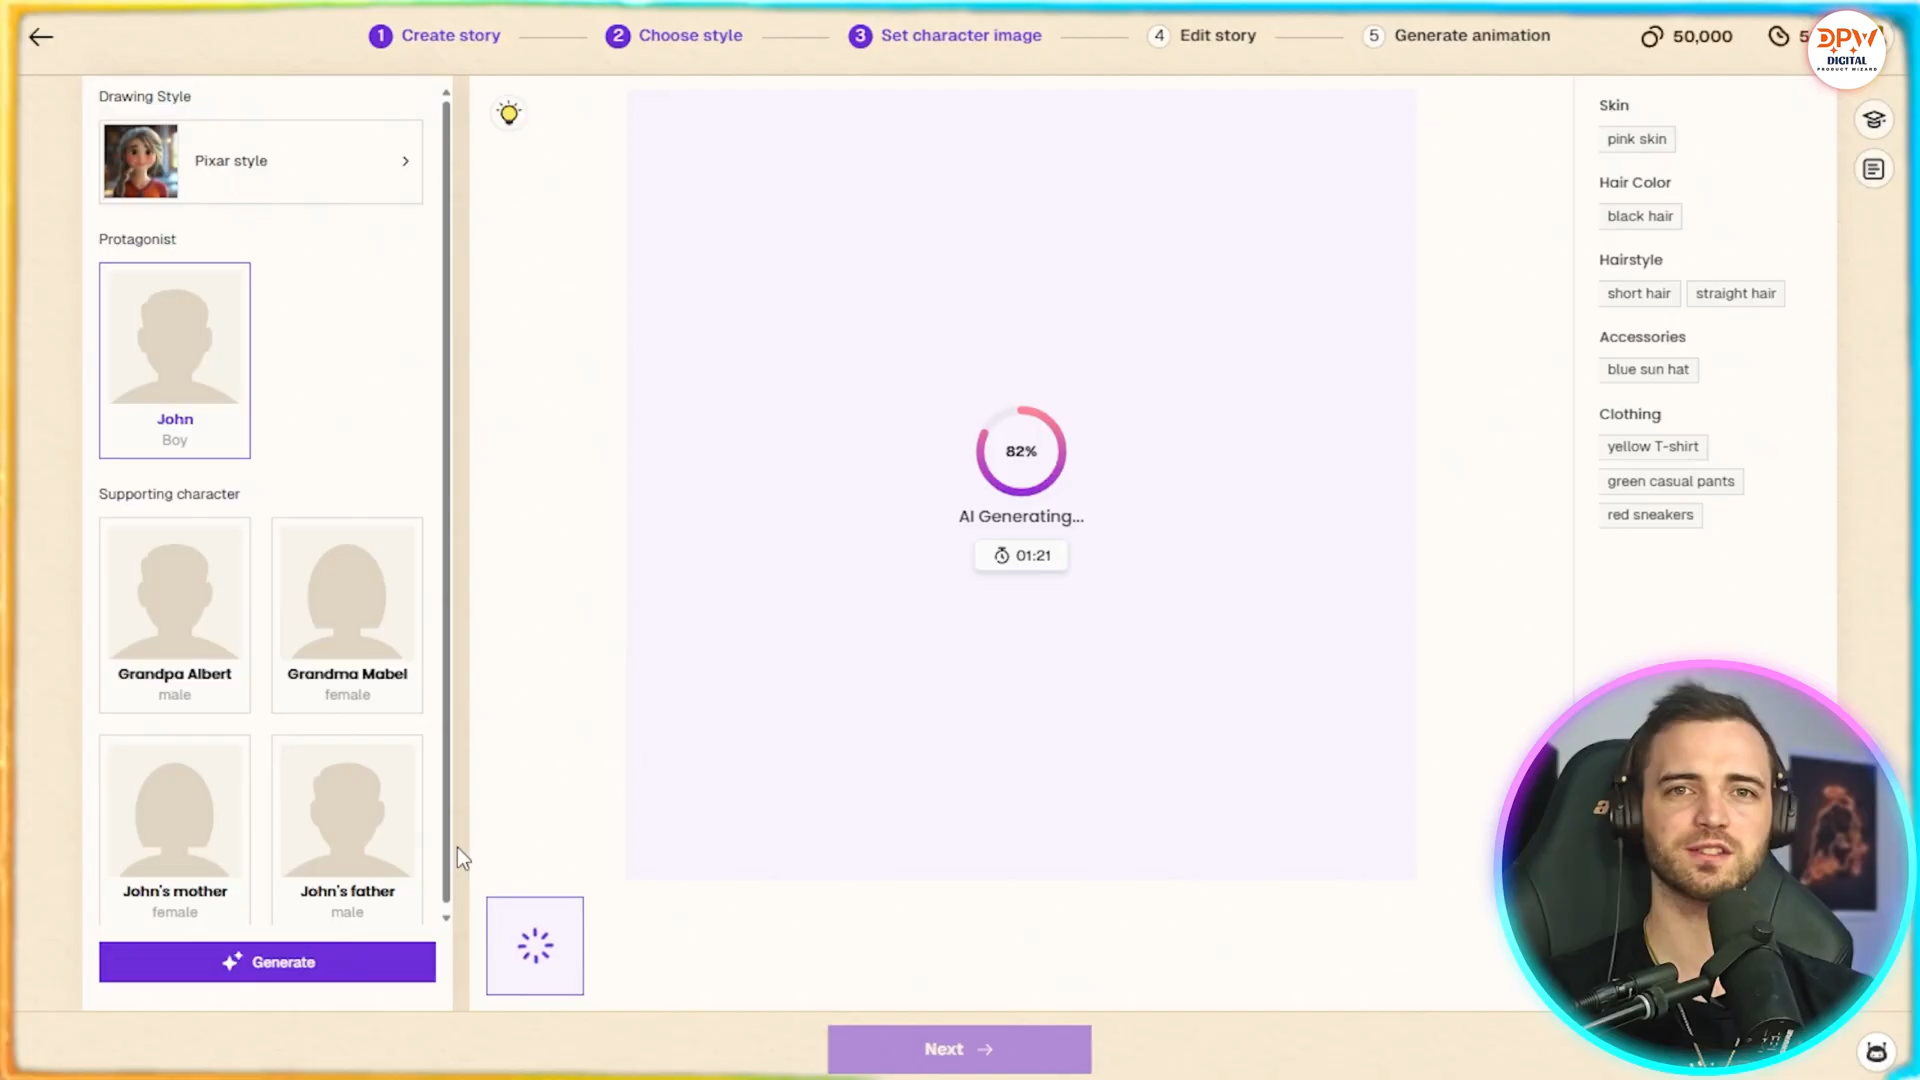 1 Create story
2 Choose style
3 Set character image
4 Edit story
5 Generate animation
50,000
5
DPW
DIGITAL
PRODUCT WIZARD
Drawing Style
Pixar style
Protagonist
John
Boy
Supporting character
Grandpa Albert
male
Grandma Mabel
female
John's mother
female
John's father
male
Generate
82%
AI Generating...
01:21
Next
Skin
pink skin
Hair Color
black hair
Hairstyle
short hair straight hair
Accessories
blue sun hat
Clothing
yellow T-shirt
green casual pants
red sneakers